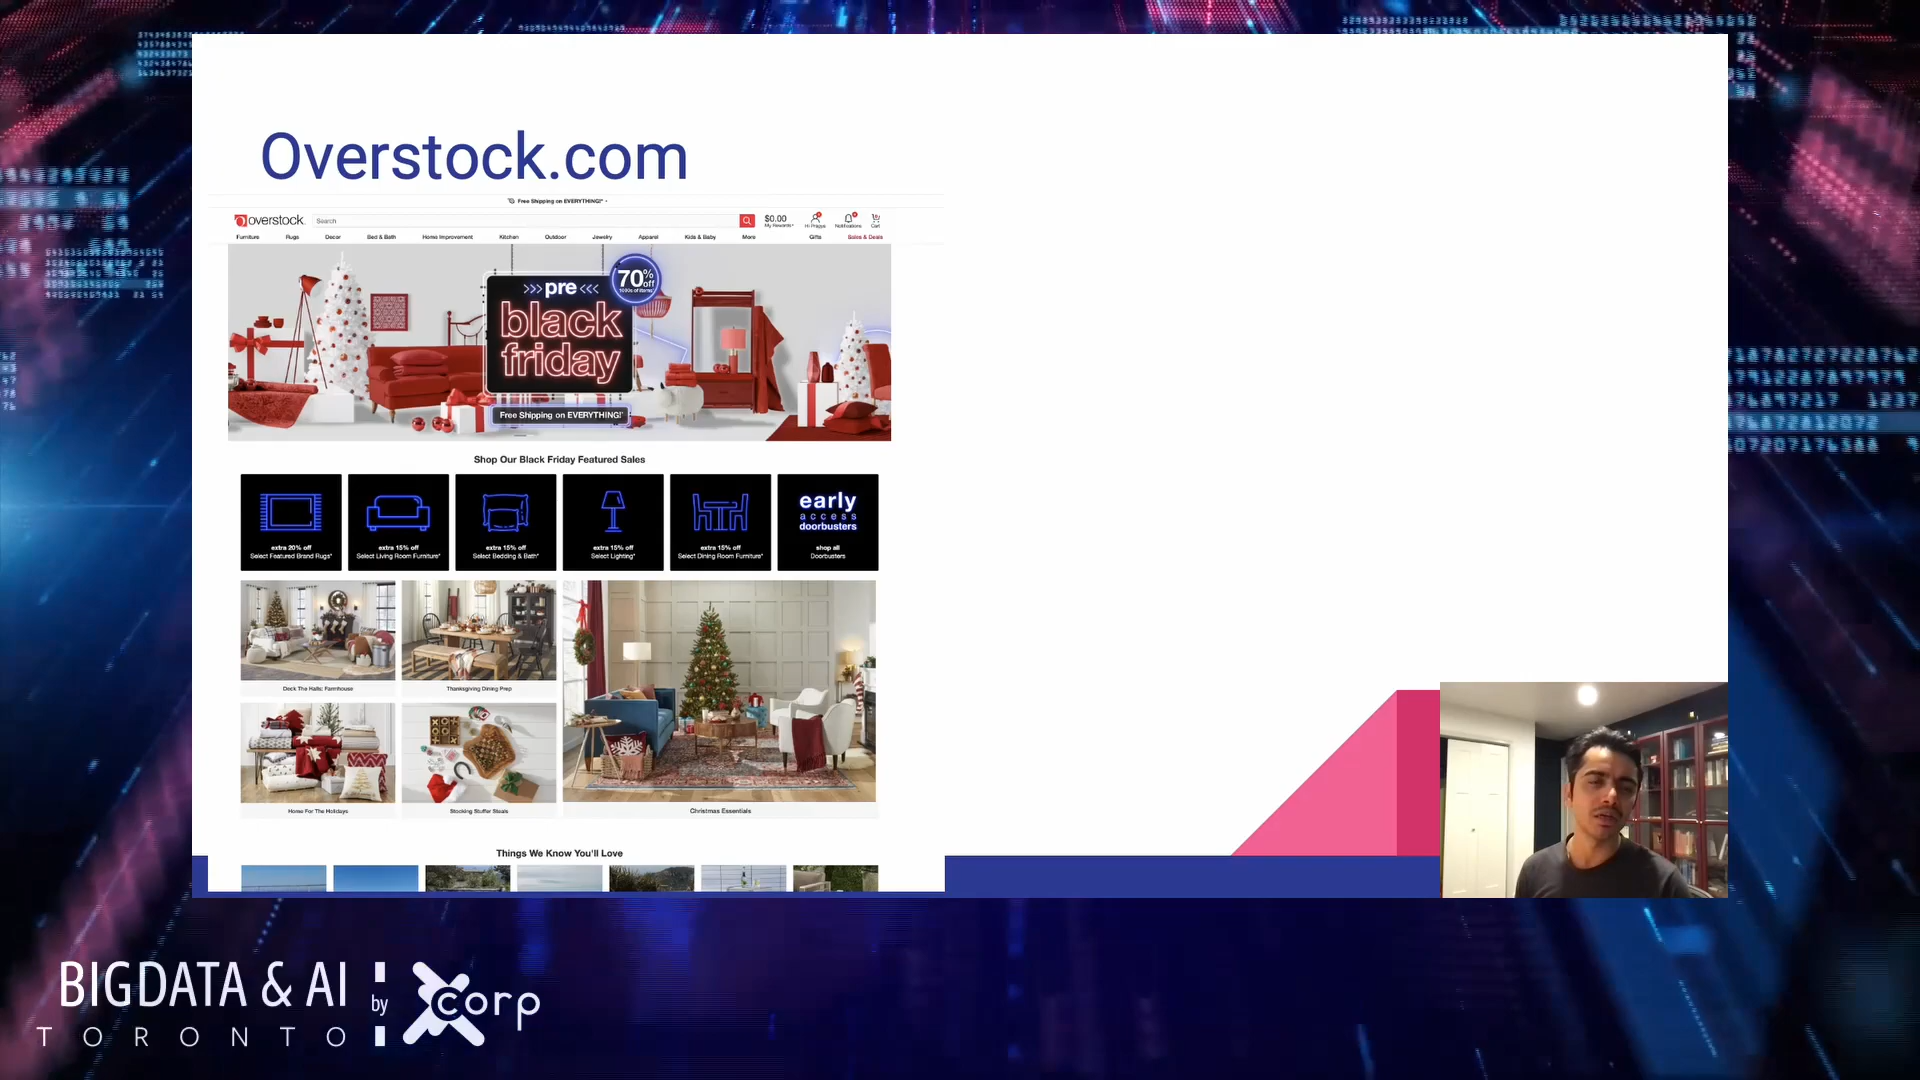 Overstock.com
Free Shipping on EVERYTHING!*
overstock
Search
$0.00
My Rewards
Notifications
Cart
Furniture Rugs Decor Bed & Bath Home Improvement Kitchen Outdoor Jewelry Apparel Kids & Baby More Gifts Sales & Deals
70% off
>>> pre <<<
black
friday
Free Shipping on EVERYTHING!*
Shop Our Black Friday Featured Sales
extra 20% off
Select Featured Brand Rugs*
extra 15% off
Select Living Room Furniture*
extra 15% off
Select Bedding & Bath*
extra 15% off
Select Lighting*
extra 15% off
Select Dining Room Furniture*
early
access
doorbusters
shop all
Doorbusters
Deck The Halls: Farmhouse
Thanksgiving Dining Prep
Home For The Holidays
Stocking Stuffer Steals
Christmas Essentials
Things We Know You'll Love
BIGDATA & AI
TORONTO
by
corp